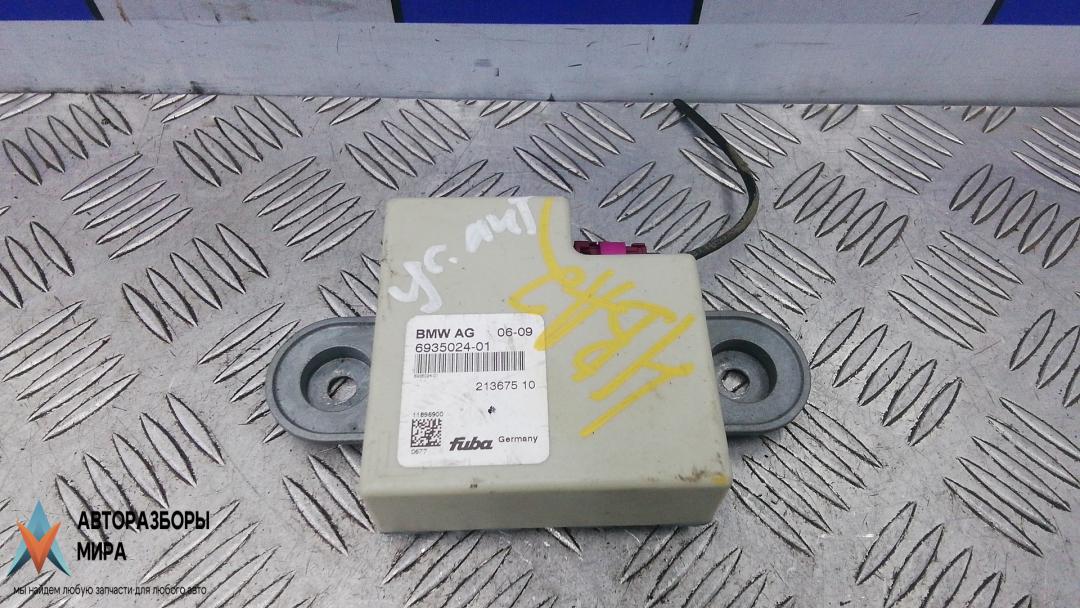 ус. ант
BMW AG 06-09
6935024-01
213675 10
11896900
0677
fuba Germany
АВТОРАЗБОРЫ
МИРА
мы найдем любую запчасти для любого авто